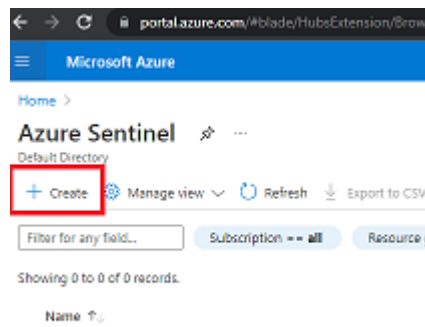 portal.azure.com/#blade/HubsExtension/Brow
Microsoft Azure
Home >
Azure Sentinel ...
Default Directory
+ Create Manage view Refresh Export to CSV
Filter for any field... Subscription == all Resource
Showing 0 to 0 of 0 records.
Name ↑↓